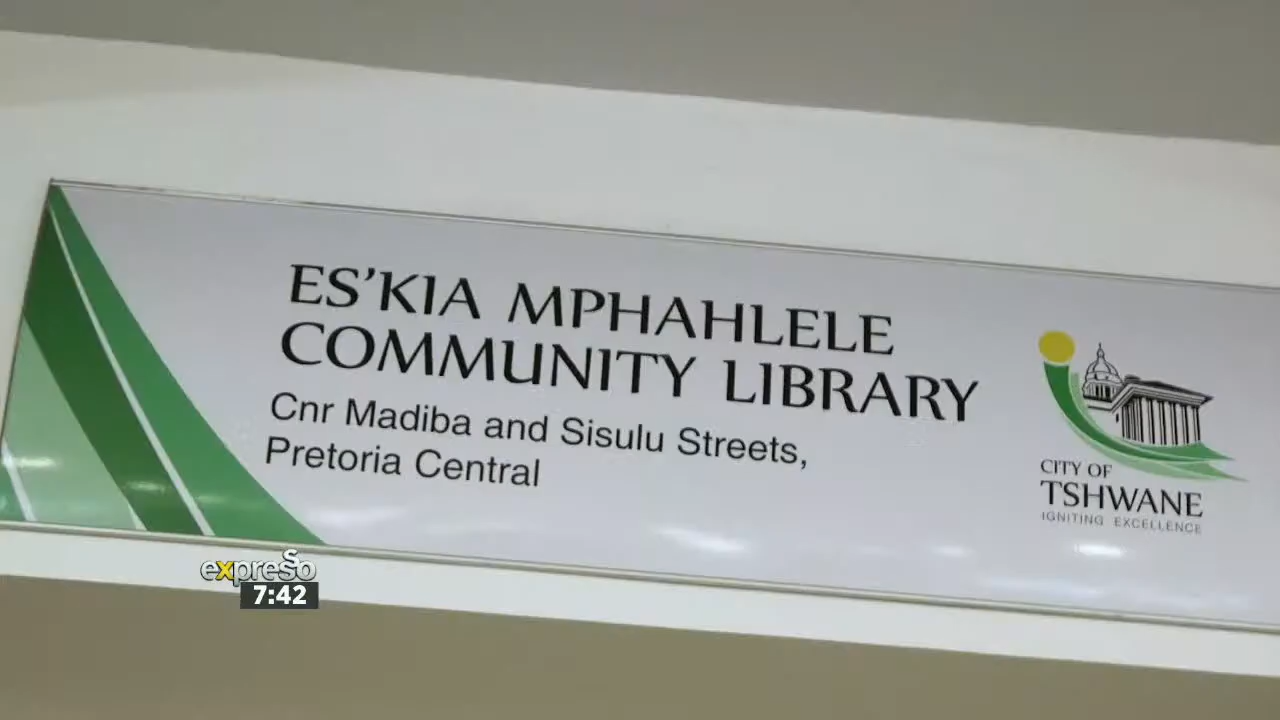 ES'KIA MPHAHLELE
COMMUNITY LIBRARY
Cnr Madiba and Sisulu Streets,
Pretoria Central
CITY OF
TSHWANE
IGNITING EXCELLENCE
expresso
7:42